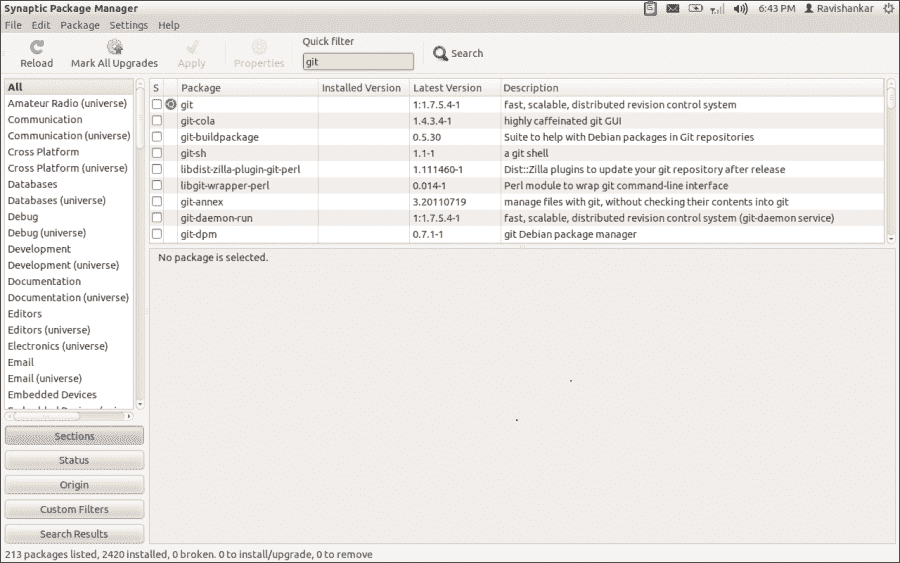 Synaptic Package Manager 6:43 PM Ravishankar
File Edit Package Settings Help
Quick filter
Reload Mark All Upgrades Apply Properties git Search
All
Amateur Radio (universe)
Communication
Communication (universe)
Cross Platform
Cross Platform (universe)
Databases
Databases (universe)
Debug
Debug (universe)
Development
Development (universe)
Documentation
Documentation (universe)
Editors
Editors (universe)
Electronics (universe)
Email
Email (universe)
Embedded Devices
Sections
Status
Origin
Custom Filters
Search Results
S Package Installed Version Latest Version Description
git 1:1.7.5.4-1 fast, scalable, distributed revision control system
git-cola 1.4.3.4-1 highly caffeinated git GUI
git-buildpackage 0.5.30 Suite to help with Debian packages in Git repositories
git-sh 1.1-1 a git shell
libdist-zilla-plugin-git-perl 1.111460-1 Dist::Zilla plugins to update your git repository after release
libgit-wrapper-perl 0.014-1 Perl module to wrap git command-line interface
git-annex 3.20110719 manage files with git, without checking their contents into git
git-daemon-run 1:1.7.5.4-1 fast, scalable, distributed revision control system (git-daemon service)
git-dpm 0.7.1-1 git Debian package manager
No package is selected.
213 packages listed, 2420 installed, 0 broken. 0 to install/upgrade, 0 to remove